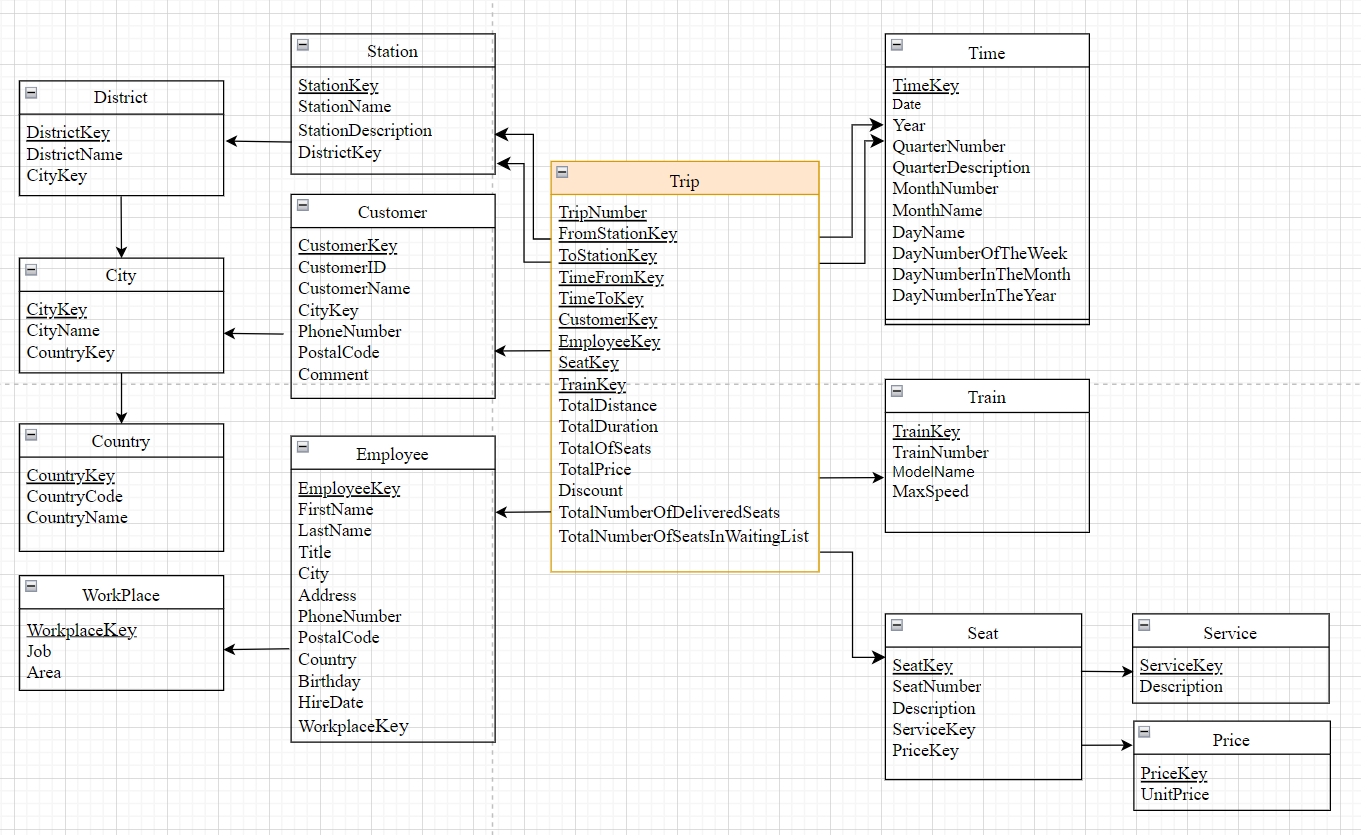 District
DistrictKey
DistrictName
CityKey
City
CityKey
CityName
CountryKey
Country
CountryKey
CountryCode
CountryName
WorkPlace
WorkplaceKey
Job
Area
Station
StationKey
StationName
StationDescription
DistrictKey
Customer
CustomerKey
CustomerID
CustomerName
CityKey
PhoneNumber
PostalCode
Comment
Employee
EmployeeKey
FirstName
LastName
Title
City
Address
PhoneNumber
PostalCode
Country
Birthday
HireDate
WorkplaceKey
Trip
TripNumber
FromStationKey
ToStationKey
TimeFromKey
TimeToKey
CustomerKey
EmployeeKey
SeatKey
TrainKey
TotalDistance
TotalDuration
TotalOfSeats
TotalPrice
Discount
TotalNumberOfDeliveredSeats
TotalNumberOfSeatsInWaitingList
Time
TimeKey
Date
Year
QuarterNumber
QuarterDescription
MonthNumber
MonthName
DayName
DayNumberOfTheWeek
DayNumberInTheMonth
DayNumberInTheYear
Train
TrainKey
TrainNumber
ModelName
MaxSpeed
Seat
SeatKey
SeatNumber
Description
ServiceKey
PriceKey
Service
ServiceKey
Description
Price
PriceKey
UnitPrice